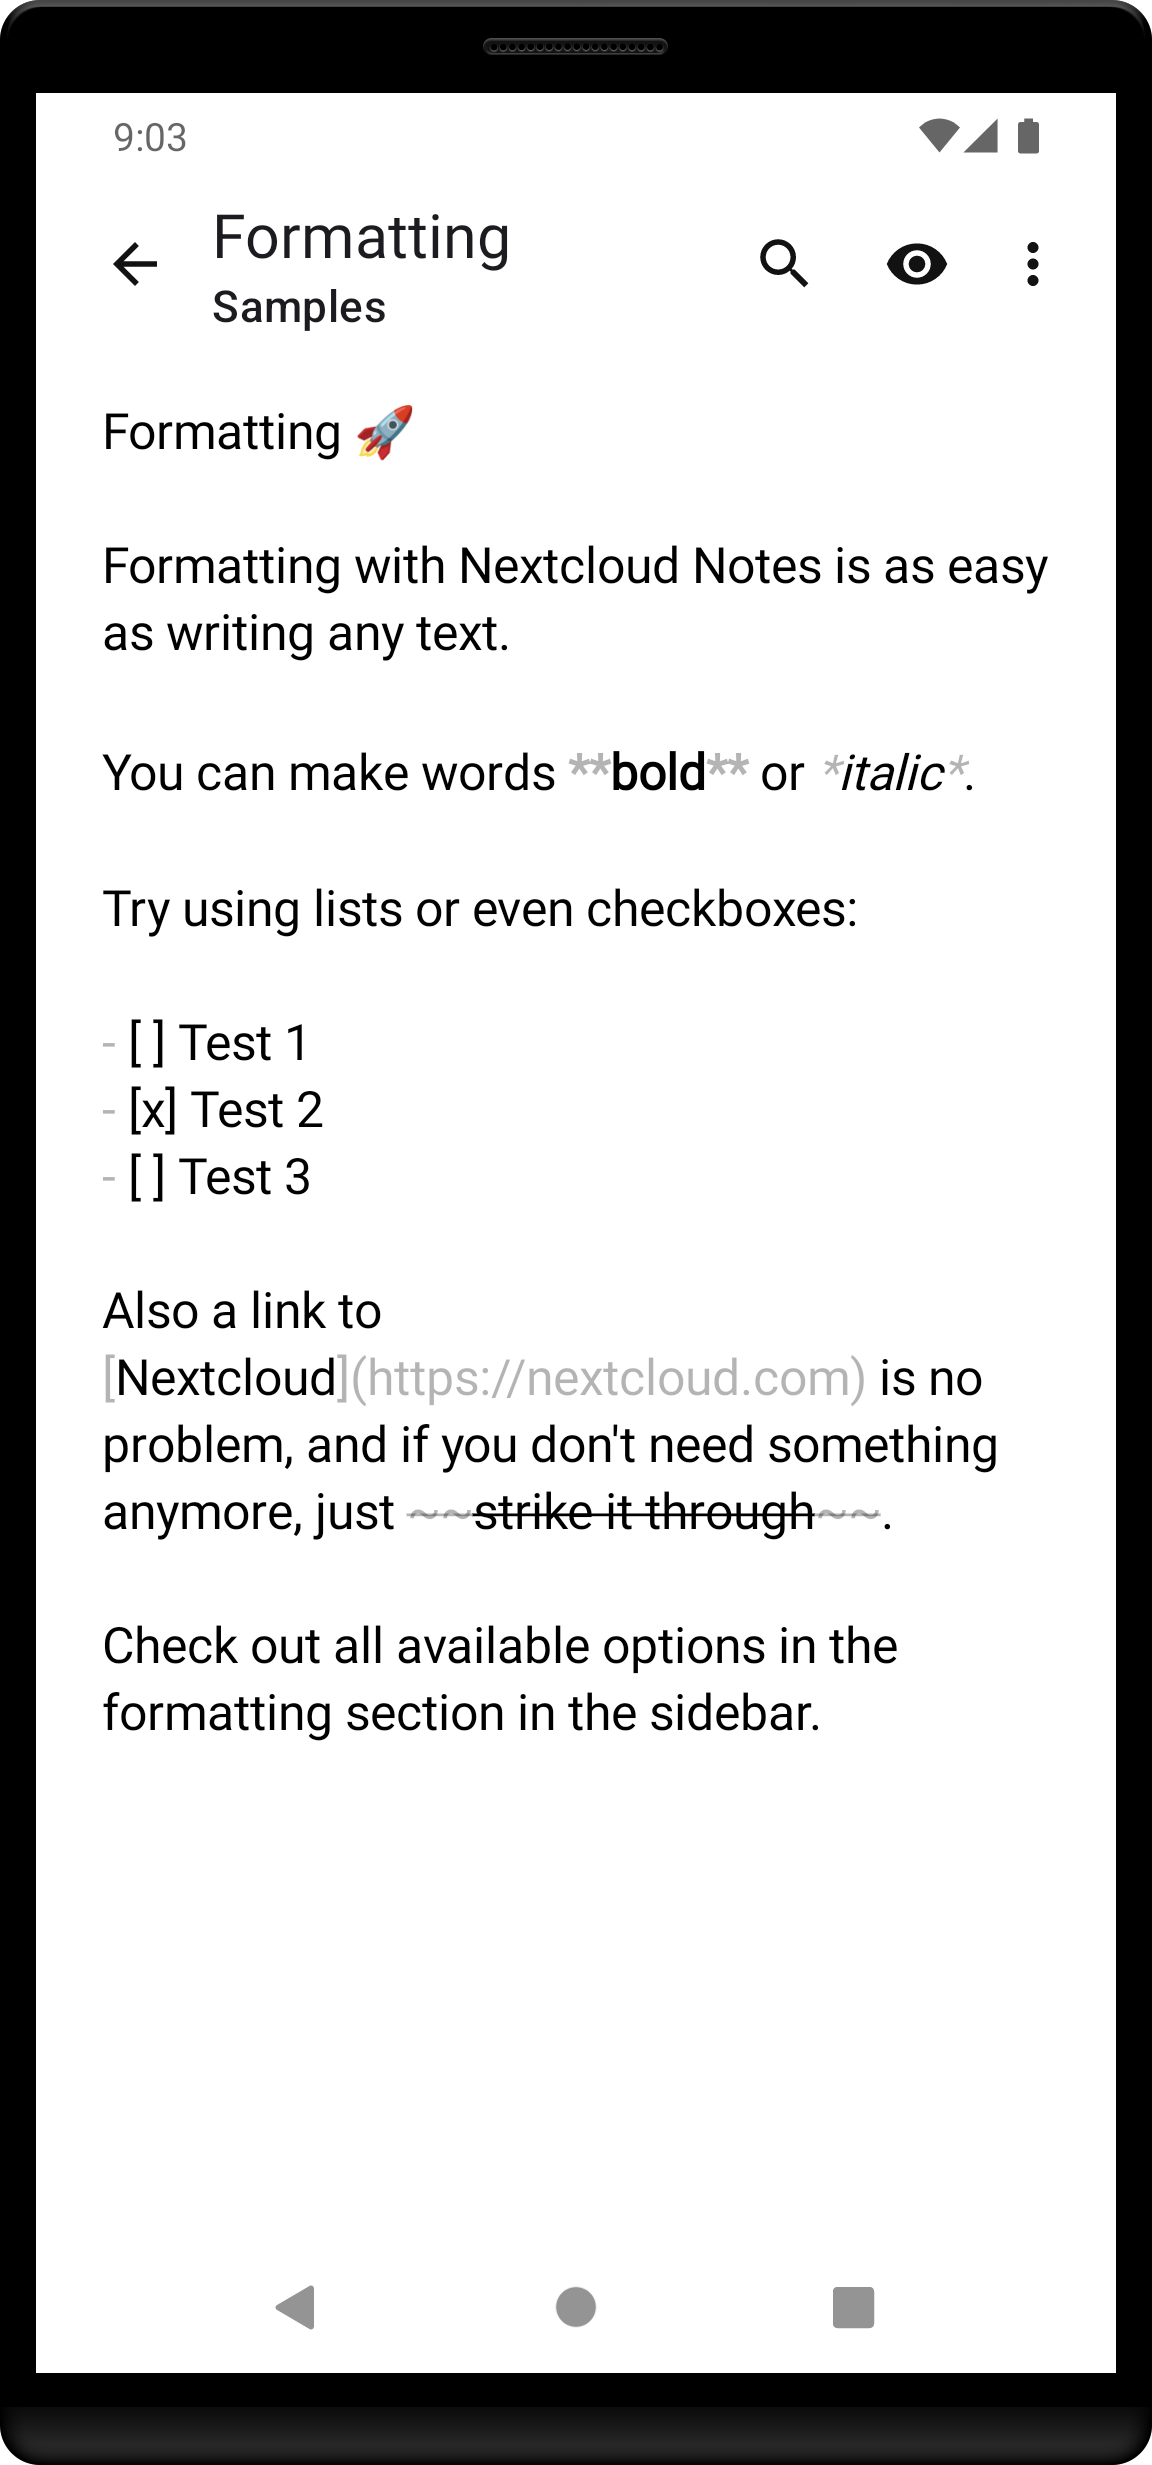 9:03
Formatting
Samples
Formatting 🚀
Formatting with Nextcloud Notes is as easy
as writing any text.
You can make words **bold** or *italic*.
Try using lists or even checkboxes:
- [ ] Test 1
- [x] Test 2
- [ ] Test 3
Also a link to
[Nextcloud](https://nextcloud.com) is no
problem, and if you don't need something
anymore, just ~~strike it through~~.
Check out all available options in the
formatting section in the sidebar.